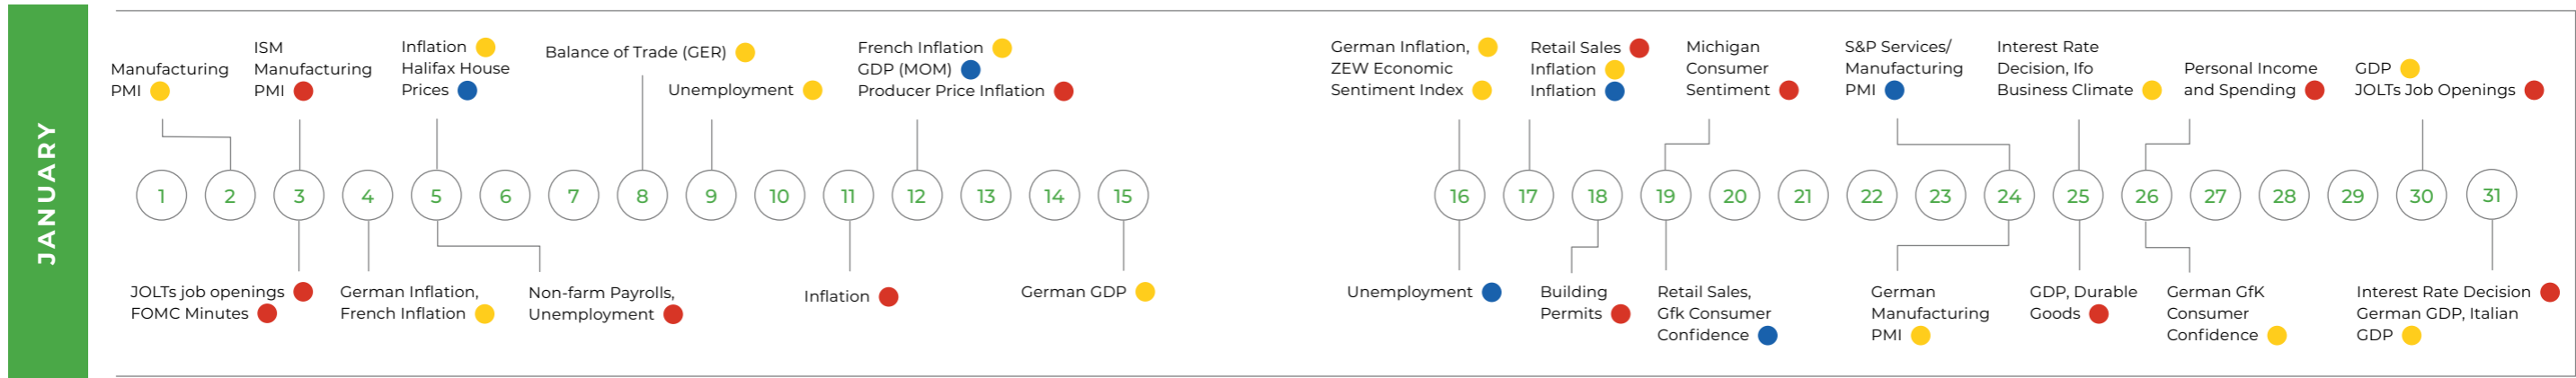 JANUARY
Manufacturing
PMI
ISM
Manufacturing
PMI
Inflation
Halifax House
Prices
Balance of Trade (GER)
Unemployment
French Inflation
GDP (MOM)
Producer Price Inflation
German Inflation,
ZEW Economic
Sentiment Index
Retail Sales
Inflation
Inflation
Michigan
Consumer
Sentiment
S&P Services/
Manufacturing
PMI
Interest Rate
Decision, Ifo
Business Climate
Personal Income
and Spending
GDP
JOLTs Job Openings
1 2 3 4 5 6 7 8 9 10 11 12 13 14 15 16 17 18 19 20 21 22 23 24 25 26 27 28 29 30 31
JOLTs job openings
FOMC Minutes
German Inflation,
French Inflation
Non-farm Payrolls,
Unemployment
Inflation
German GDP
Unemployment
Building
Permits
Retail Sales,
Gfk Consumer
Confidence
German
Manufacturing
PMI
GDP, Durable
Goods
German GfK
Consumer
Confidence
Interest Rate Decision
German GDP, Italian
GDP